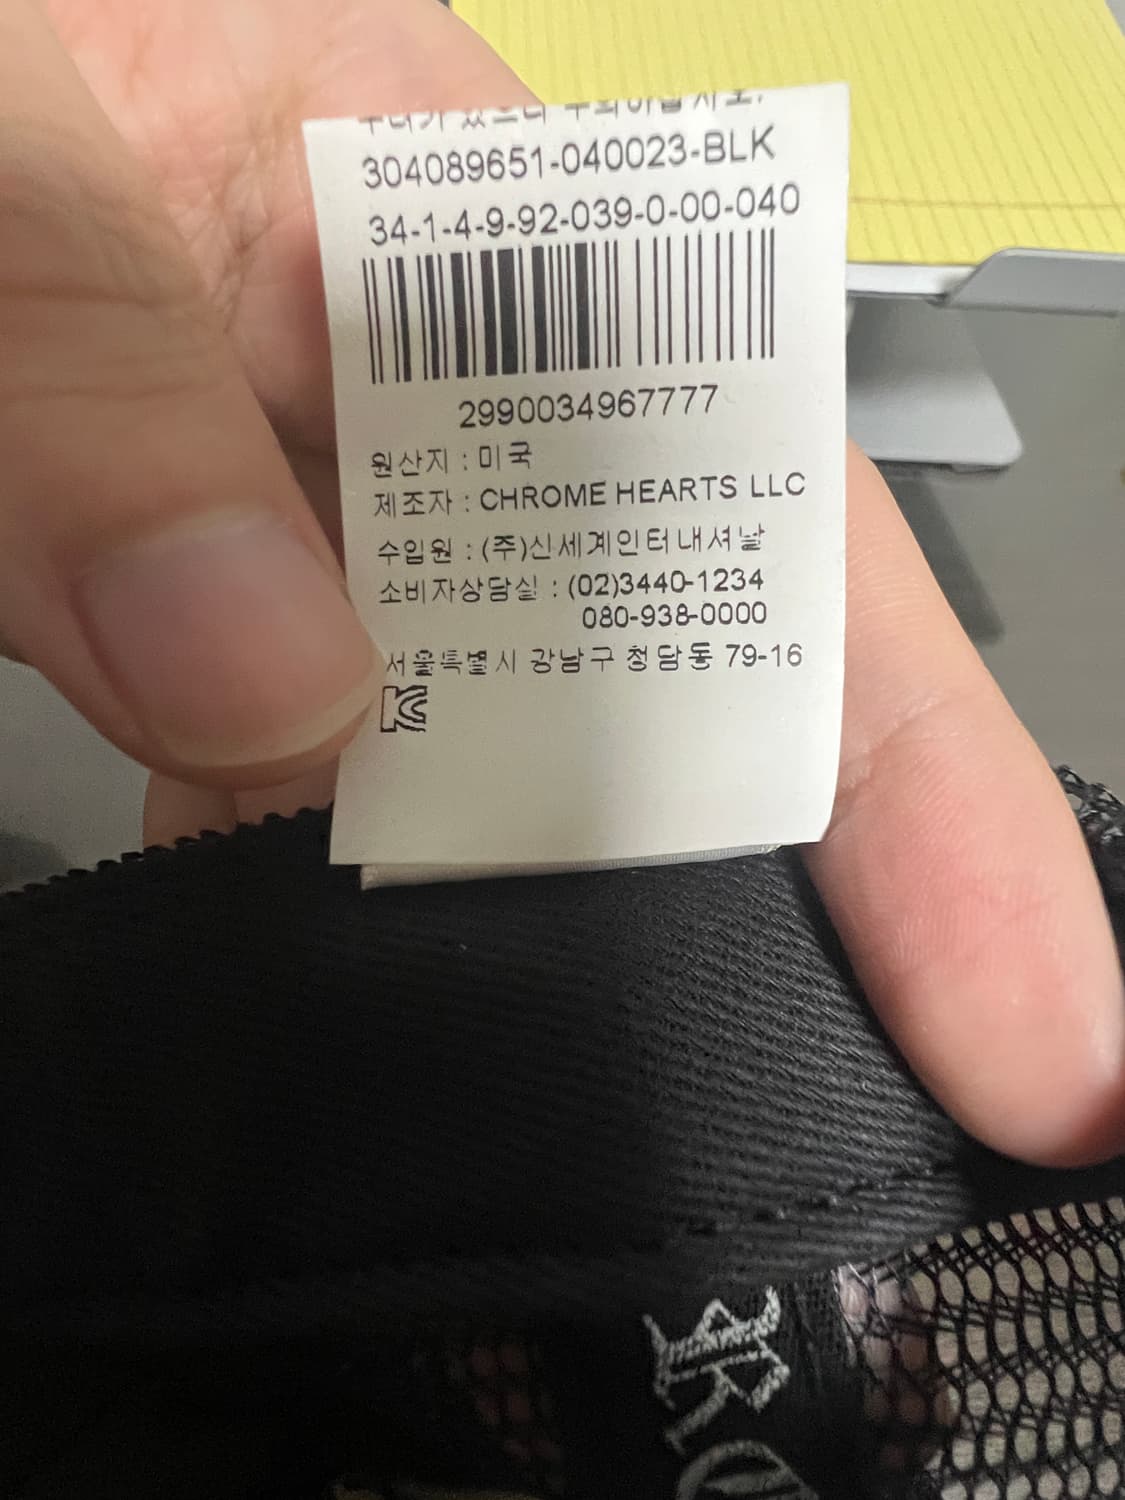 304089651-040023-BLK
34-1-4-9-92-039-0-00-040
2990034967777
원산지 : 미국
제조자 : CHROME HEARTS LLC
수입원 : (주)신세계인터내셔날
소비자상담실 : (02)3440-1234
080-938-0000
서울특별시 강남구 청담동 79-16
KC